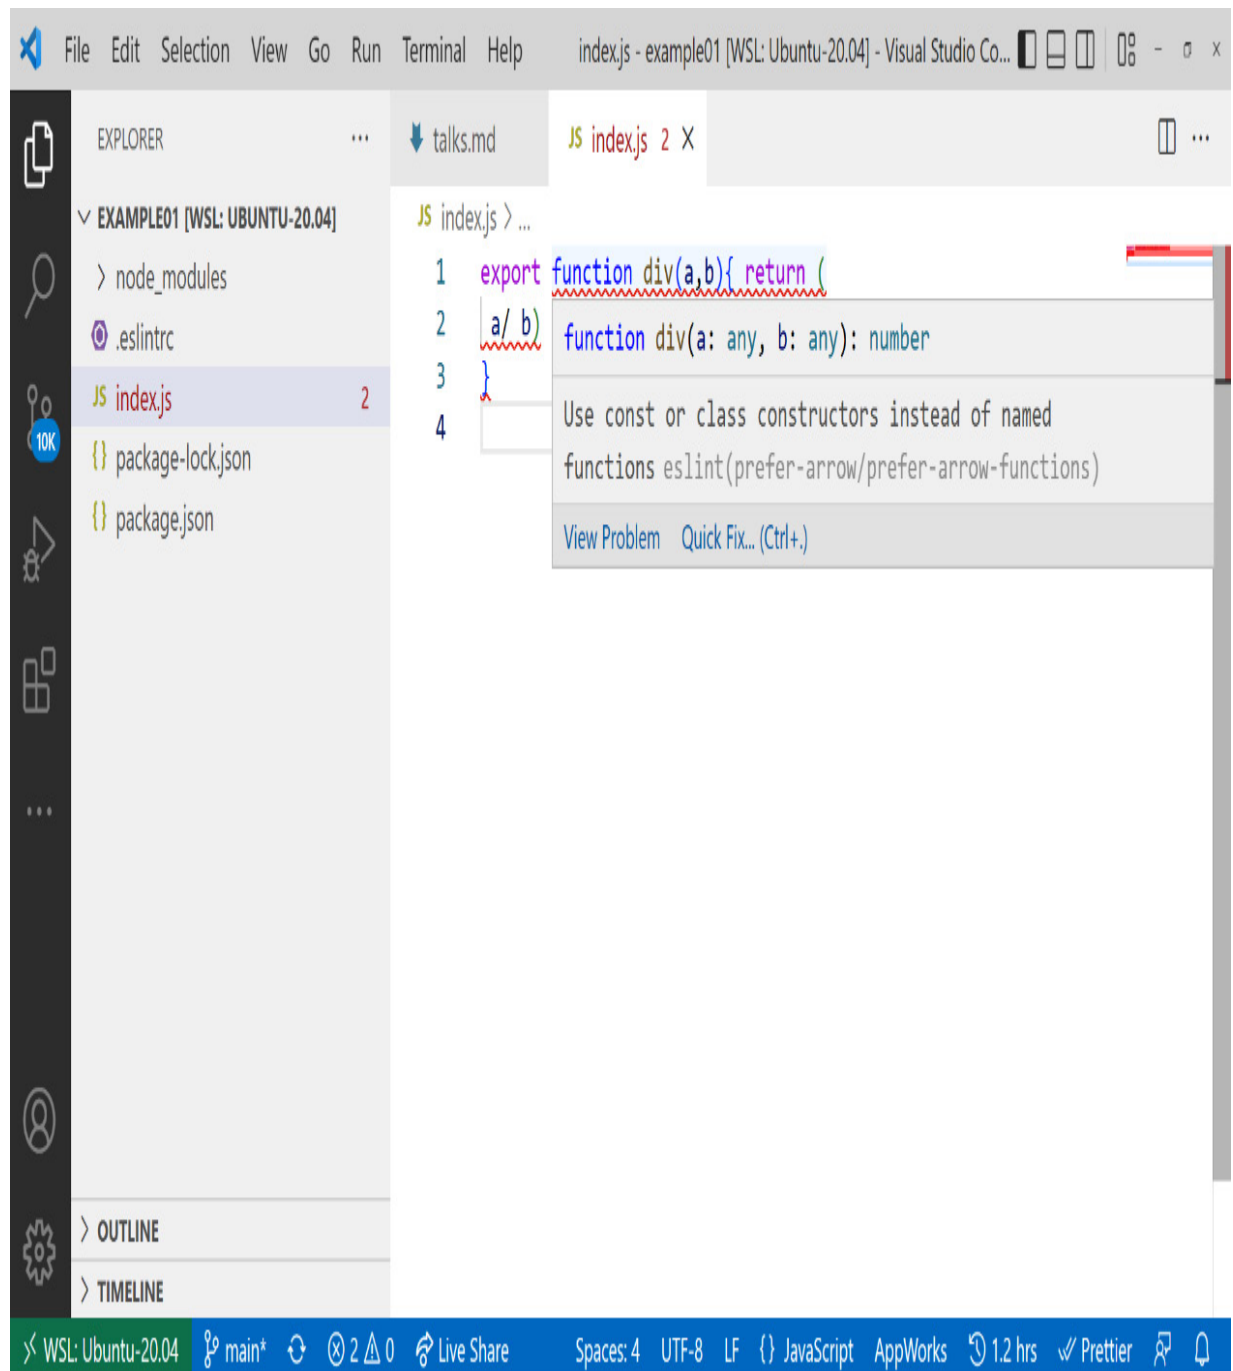 File Edit Selection View Go Run Terminal Help index.js - example01 [WSL: Ubuntu-20.04] - Visual Studio Co...
EXPLORER ...
EXAMPLE01 [WSL: UBUNTU-20.04]
node_modules
.eslintrc
JS index.js 2
{} package-lock.json
{} package.json
10K
OUTLINE
TIMELINE
talks.md JS index.js 2
JS index.js > ...
1 export function div(a,b){ return (
2 a/ b)
3 }
4
function div(a: any, b: any): number
Use const or class constructors instead of named
functions eslint(prefer-arrow/prefer-arrow-functions)
View Problem Quick Fix... (Ctrl+.)
WSL: Ubuntu-20.04 main* 2 0 Live Share Spaces: 4 UTF-8 LF {} JavaScript AppWorks 1.2 hrs Prettier